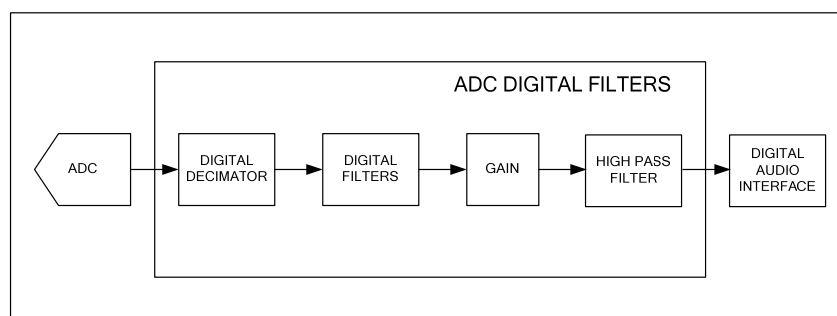 ADC DIGITAL FILTERS
ADC
DIGITAL
DECIMATOR
DIGITAL
FILTERS
GAIN
HIGH PASS
FILTER
DIGITAL
AUDIO
INTERFACE